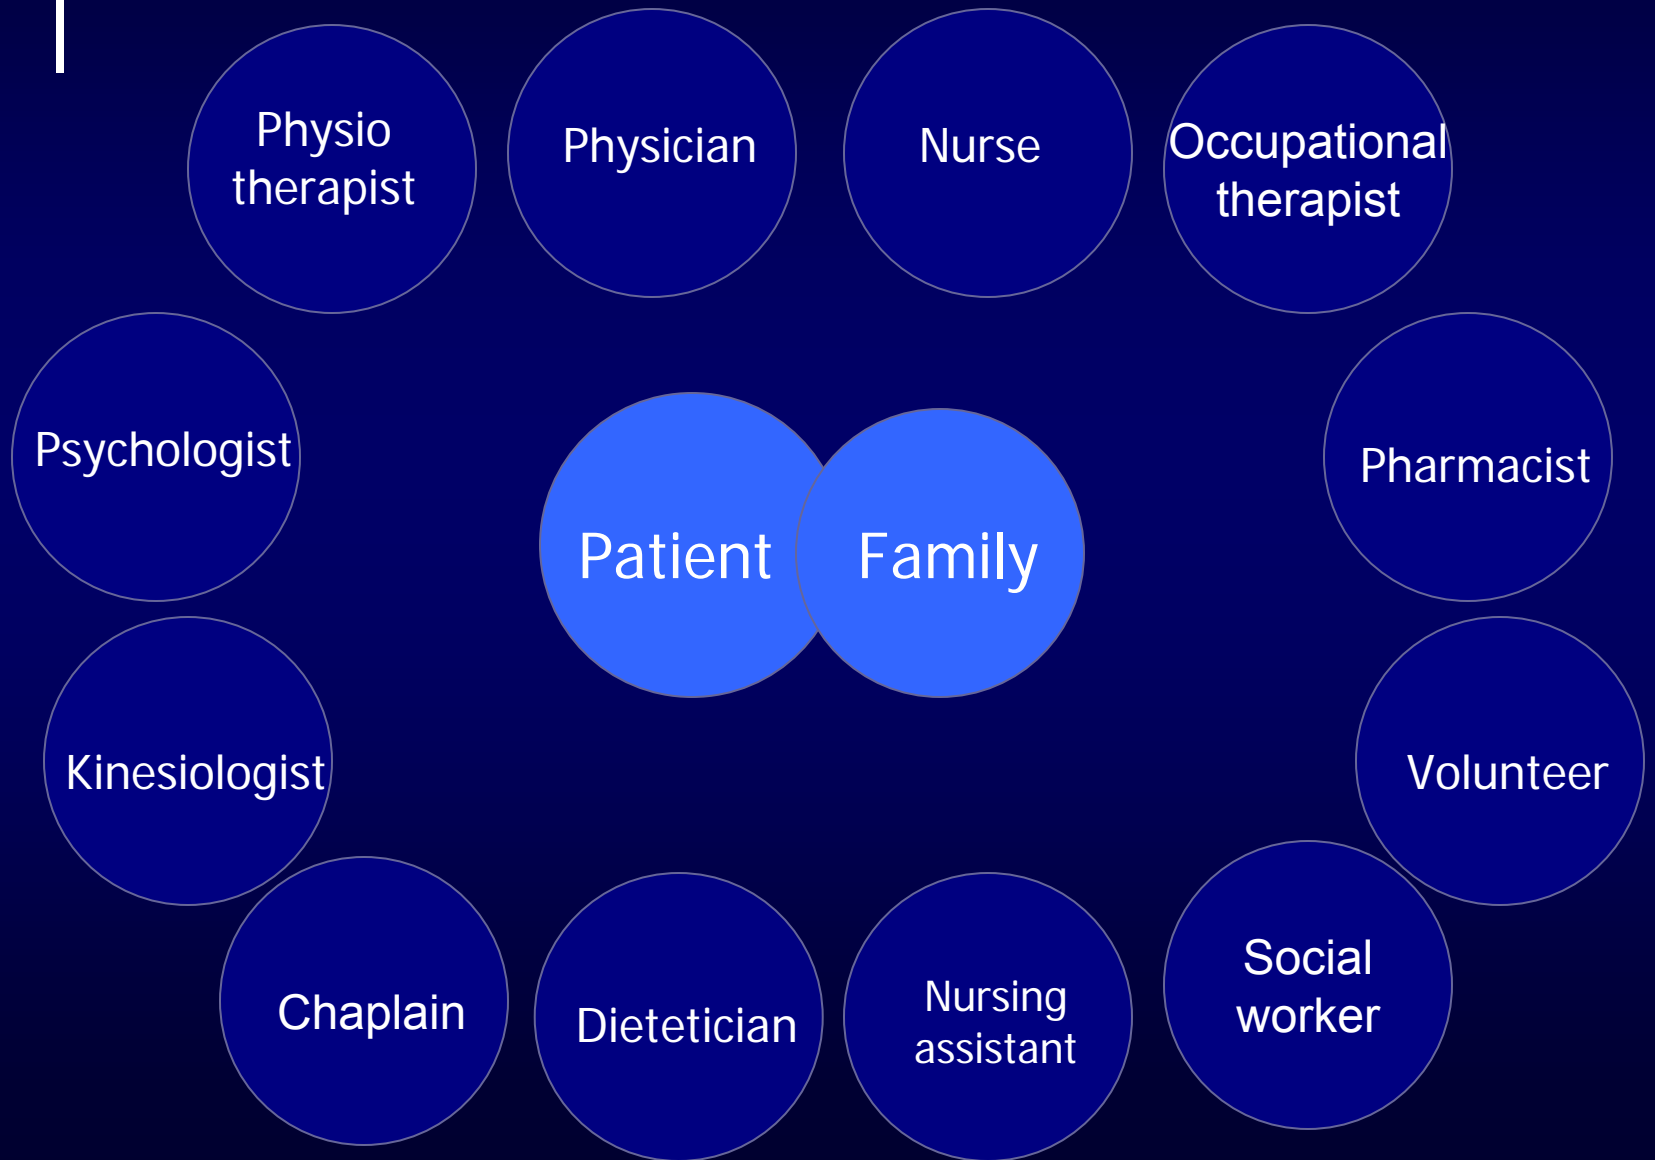 Physio
therapist
Physician
Nurse
Occupational
therapist
Psychologist
Patient
Family
Pharmacist
Kinesiologist
Volunteer
Chaplain
Dietetician
Nursing
assistant
Social
worker